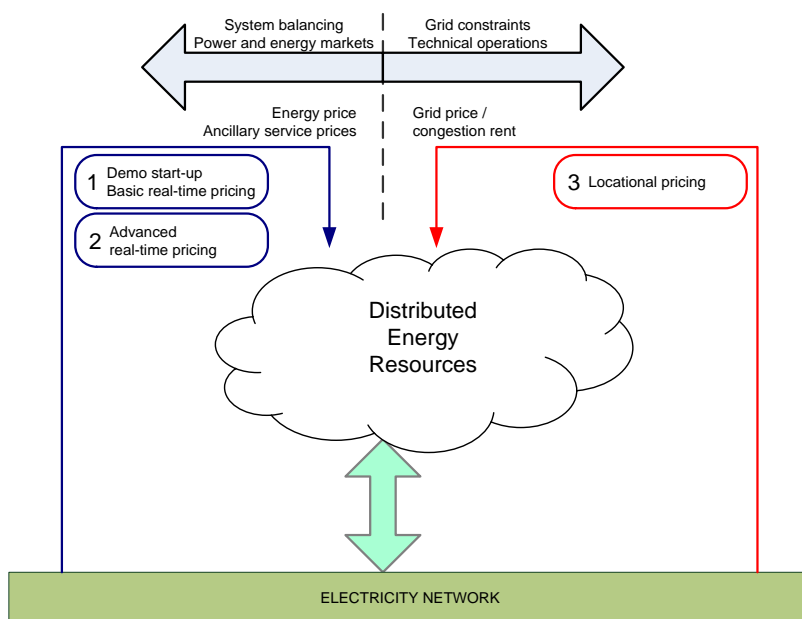 System balancing
Power and energy markets
Grid constraints
Technical operations
Energy price
Ancillary service prices
Grid price /
congestion rent
1 Demo start-up
Basic real-time pricing
2 Advanced
real-time pricing
3 Locational pricing
Distributed
Energy
Resources
ELECTRICITY NETWORK